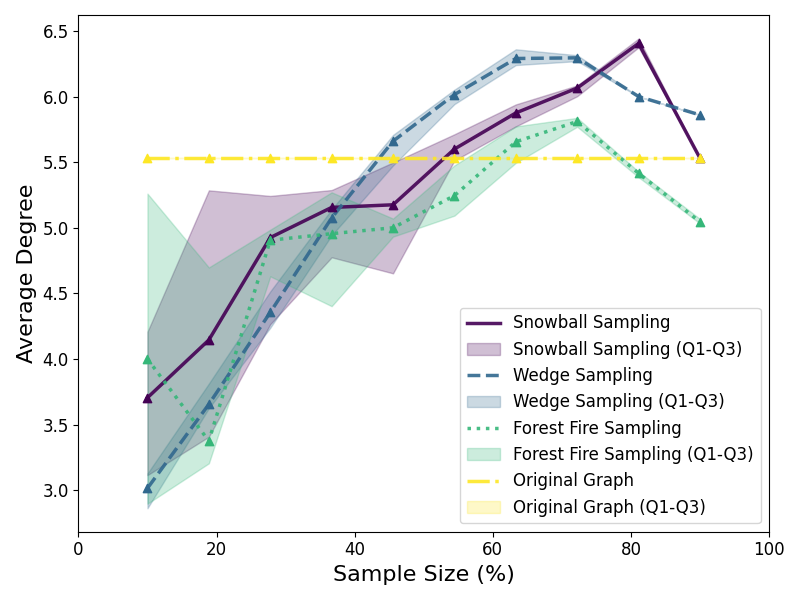 6.5
6.0
5.5
5.0
4.5
4.0
3.5
3.0
Average Degree
Snowball Sampling
Snowball Sampling (Q1-Q3)
Wedge Sampling
Wedge Sampling (Q1-Q3)
Forest Fire Sampling
Forest Fire Sampling (Q1-Q3)
Original Graph
Original Graph (Q1-Q3)
0 20 40 60 80 100
Sample Size (%)